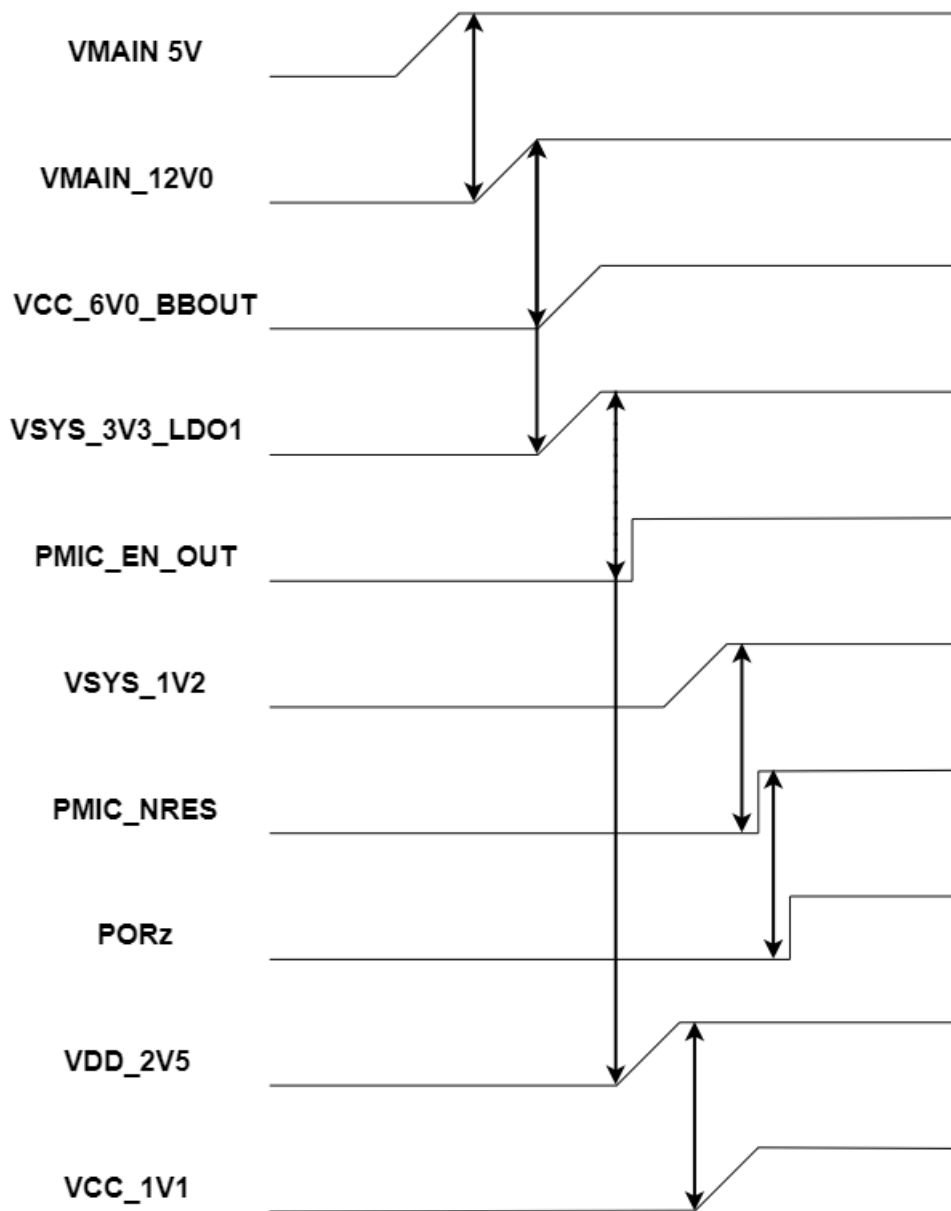 VMAIN 5V
VMAIN_12V0
VCC_6V0_BBOUT
VSYS_3V3_LDO1
PMIC_EN_OUT
VSYS_1V2
PMIC_NRES
PORz
VDD_2V5
VCC_1V1